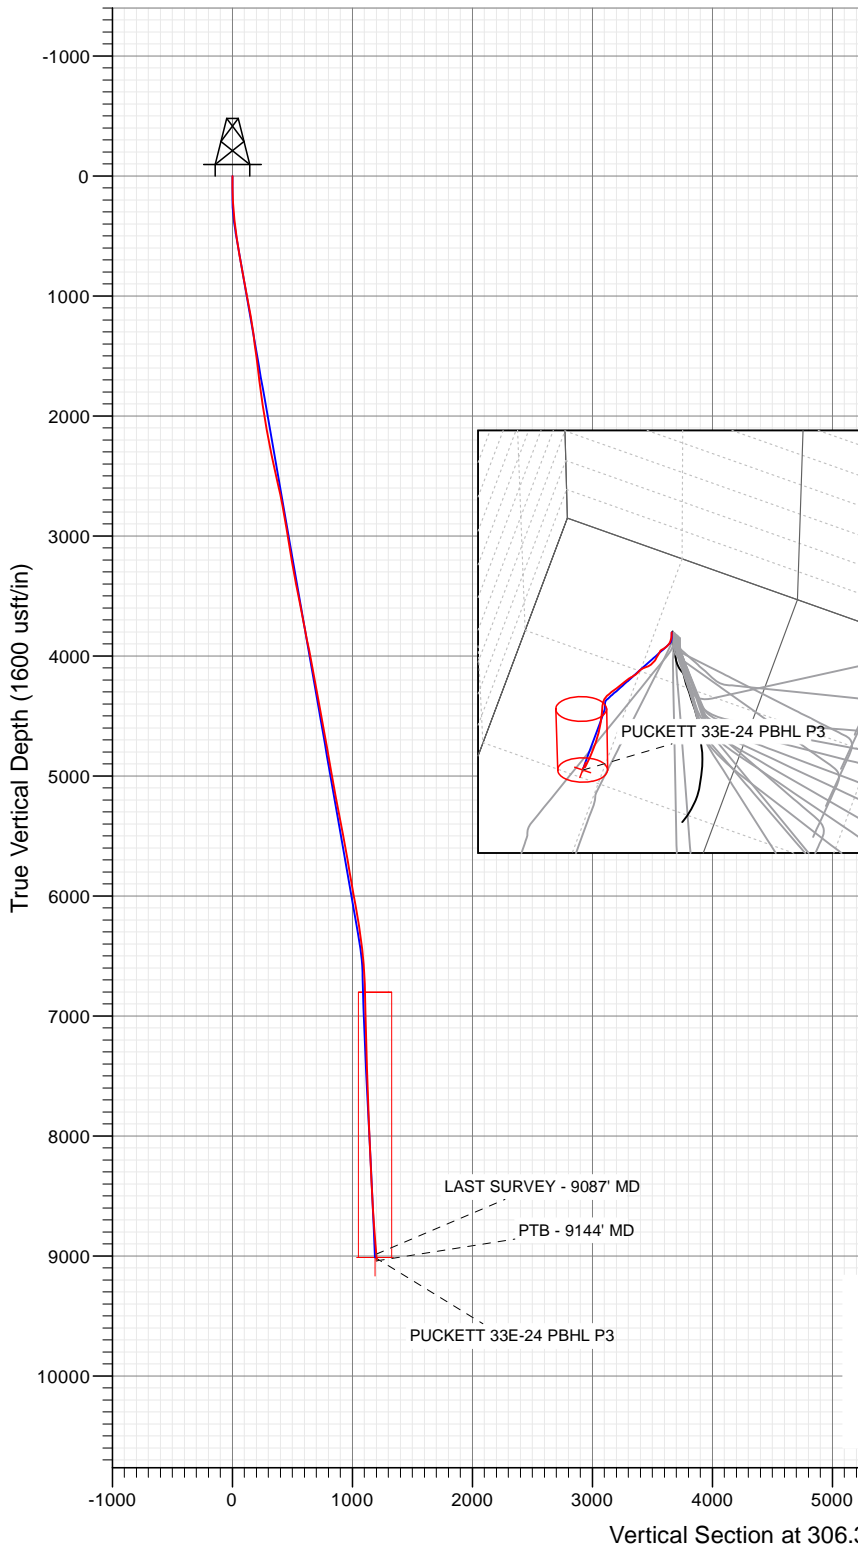 -1000
0
1000
2000
3000
4000
5000
6000
7000
8000
9000
10000
True Vertical Depth (1600 usft/in)
PUCKETT 33E-24 PBHL P3
LAST SURVEY - 9087' MD
PTB - 9144' MD
PUCKETT 33E-24 PBHL P3
-1000 0 1000 2000 3000 4000 5000
Vertical Section at 306.3